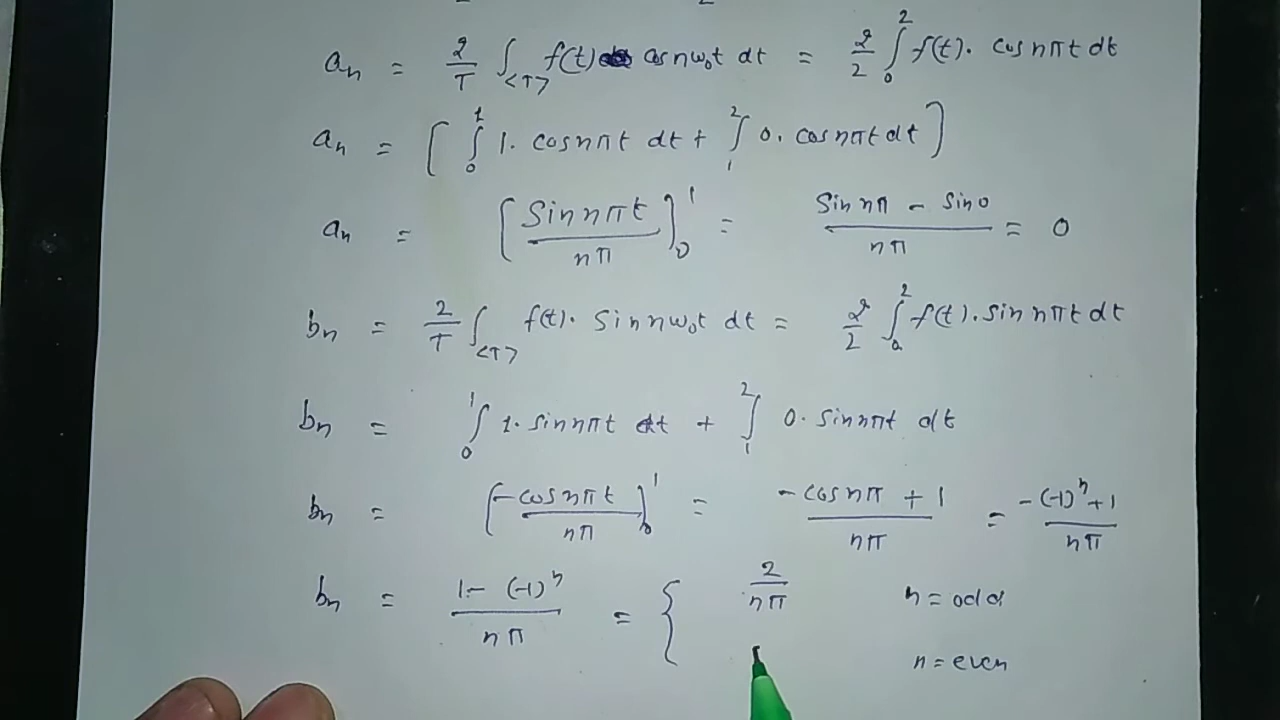 an = 2/T ∫<T> f(t) cos nω₀t dt = 2/2 ∫₀² f(t). cos nπt dt
an = [ ∫₀¹ 1. cos nπt dt + ∫₁² 0. cos nπt dt ]
an = [ Sin nπt / nπ ]₀¹ = Sin nπ - Sin 0 / nπ = 0
bn = 2/T ∫<T> f(t). Sin nω₀t dt = 2/2 ∫₀² f(t). sin nπt dt
bn = ∫₀¹ 1. sin nπt dt + ∫₁² 0. sin nπt dt
bn = [ -cos nπt / nπ ]₀¹ = -cos nπ + 1 / nπ = -(-1)ⁿ+1 / nπ
bn = 1-(-1)ⁿ / nπ = { 2/nπ n = odd
n = even